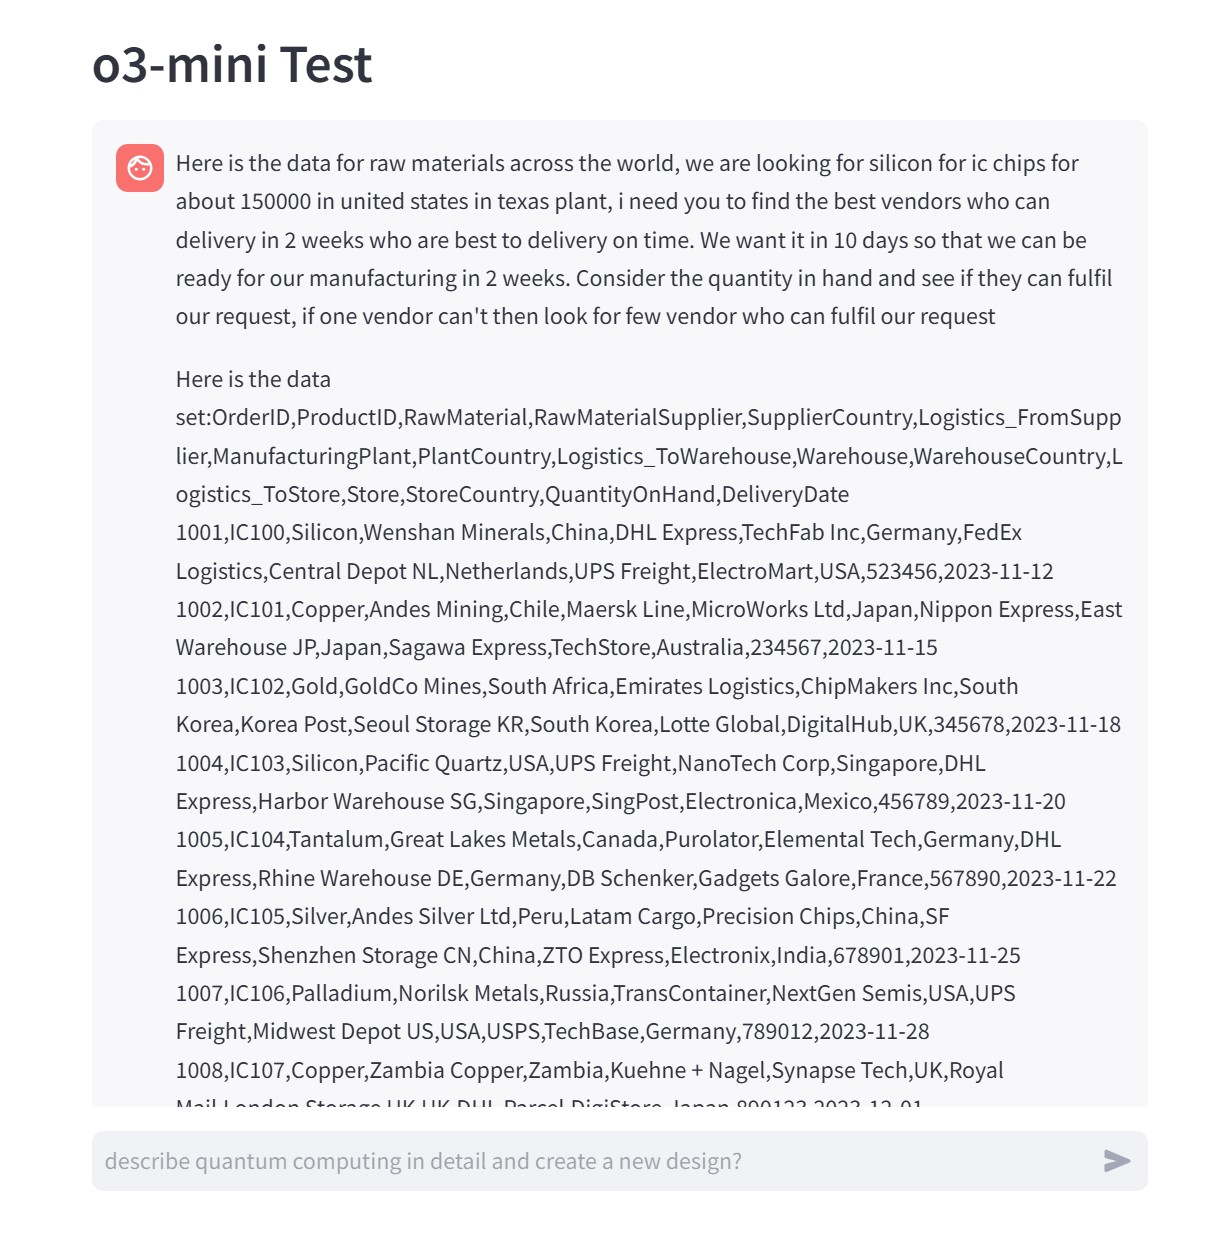 o3-mini Test
Here is the data for raw materials across the world, we are looking for silicon for ic chips for
about 150000 in united states in texas plant, i need you to find the best vendors who can
delivery in 2 weeks who are best to delivery on time. We want it in 10 days so that we can be
ready for our manufacturing in 2 weeks. Consider the quantity in hand and see if they can fulfil
our request, if one vendor can't then look for few vendor who can fulfil our request
Here is the data
set:OrderID,ProductID,RawMaterial,RawMaterialSupplier,SupplierCountry,Logistics_FromSupp
lier,ManufacturingPlant,PlantCountry,Logistics_ToWarehouse,Warehouse,WarehouseCountry,L
ogistics_ToStore,Store,StoreCountry,QuantityOnHand,DeliveryDate
1001,IC100,Silicon,Wenshan Minerals,China,DHL Express,TechFab Inc,Germany,FedEx
Logistics,Central Depot NL,Netherlands,UPS Freight,ElectroMart,USA,523456,2023-11-12
1002,IC101,Copper,Andes Mining,Chile,Maersk Line,MicroWorks Ltd,Japan,Nippon Express,East
Warehouse JP,Japan,Sagawa Express,TechStore,Australia,234567,2023-11-15
1003,IC102,Gold,GoldCo Mines,South Africa,Emirates Logistics,ChipMakers Inc,South
Korea,Korea Post,Seoul Storage KR,South Korea,Lotte Global,DigitalHub,UK,345678,2023-11-18
1004,IC103,Silicon,Pacific Quartz,USA,UPS Freight,NanoTech Corp,Singapore,DHL
Express,Harbor Warehouse SG,Singapore,SingPost,Electronica,Mexico,456789,2023-11-20
1005,IC104,Tantalum,Great Lakes Metals,Canada,Purolator,Elemental Tech,Germany,DHL
Express,Rhine Warehouse DE,Germany,DB Schenker,Gadgets Galore,France,567890,2023-11-22
1006,IC105,Silver,Andes Silver Ltd,Peru,Latam Cargo,Precision Chips,China,SF
Express,Shenzhen Storage CN,China,ZTO Express,Electronix,India,678901,2023-11-25
1007,IC106,Palladium,Norilsk Metals,Russia,TransContainer,NextGen Semis,USA,UPS
Freight,Midwest Depot US,USA,USPS,TechBase,Germany,789012,2023-11-28
1008,IC107,Copper,Zambia Copper,Zambia,Kuehne + Nagel,Synapse Tech,UK,Royal
Mail,London Storage UK,UK,DHL Parcel,DigiStore,Japan,890123,2023-12-01
describe quantum computing in detail and create a new design?